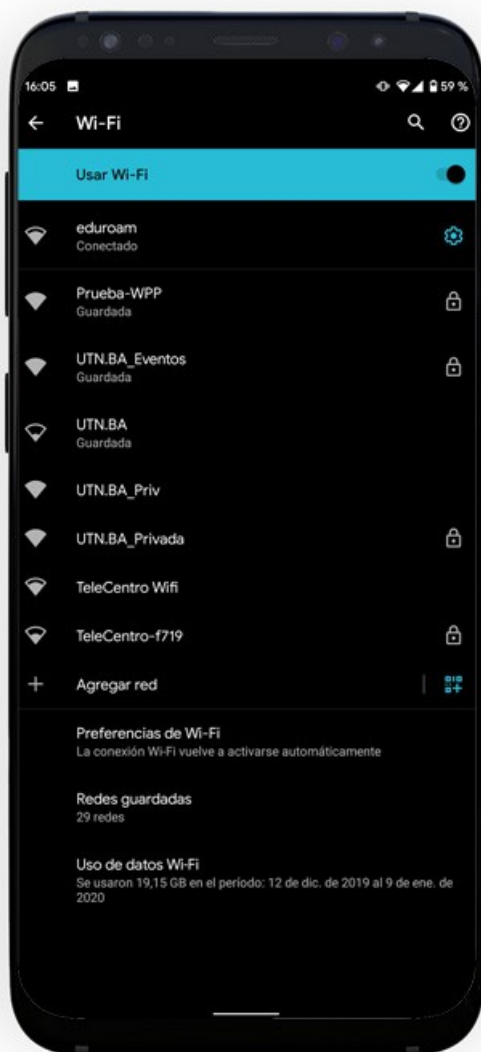 16:05 59 %
Wi-Fi
Usar Wi-Fi
eduroam
Conectado
Prueba-WPP
Guardada
UTN.BA_Eventos
Guardada
UTN.BA
Guardada
UTN.BA_Priv
UTN.BA_Privada
TeleCentro Wifi
TeleCentro-f719
Agregar red
Preferencias de Wi-Fi
La conexión Wi-Fi vuelve a activarse automáticamente
Redes guardadas
29 redes
Uso de datos Wi-Fi
Se usaron 19,15 GB en el período: 12 de dic. de 2019 al 9 de ene. de
2020